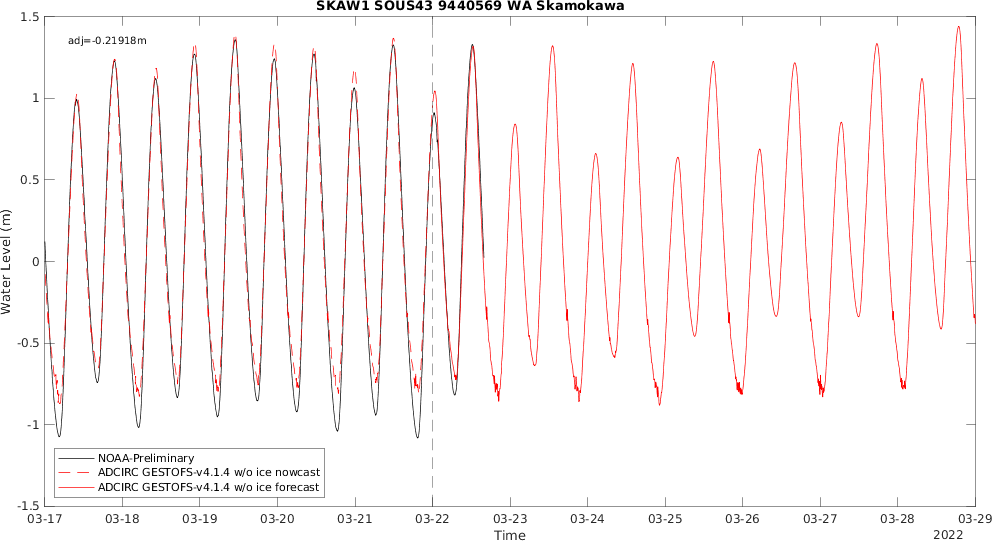 SKAW1 SOUS43 9440569 WA Skamokawa
adj=-0.21918m
1.5
1
0.5
0
-0.5
-1
-1.5
Water Level (m)
NOAA-Preliminary
ADCIRC GESTOFS-v4.1.4 w/o ice nowcast
ADCIRC GESTOFS-v4.1.4 w/o ice forecast
03-17 03-18 03-19 03-20 03-21 03-22 03-23 03-24 03-25 03-26 03-27 03-28 03-29
Time
2022